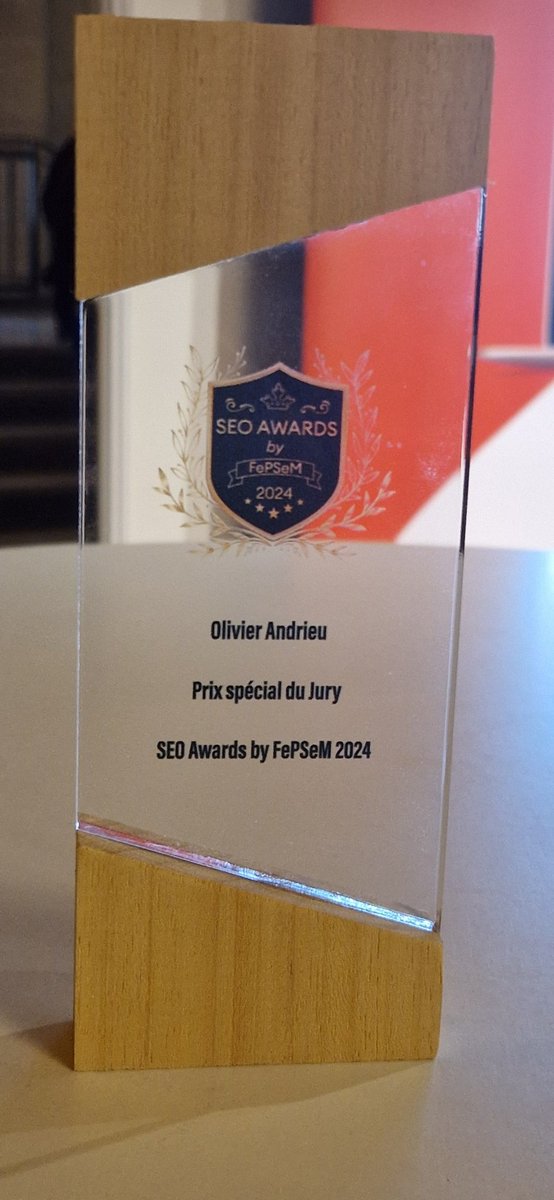 SEO AWARDS
by
FePSeM
2024
Olivier Andrieu
Prix spécial du Jury
SEO Awards by FePSeM 2024